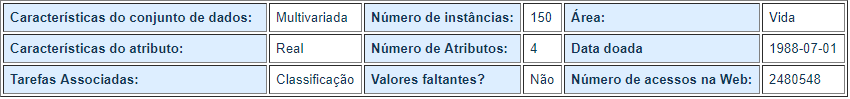 Características do conjunto de dados: Multivariada Número de instâncias: 150 Área: Vida
Características do atributo: Real Número de Atributos: 4 Data doada 1988-07-01
Tarefas Associadas: Classificação Valores faltantes? Não Número de acessos na Web: 2480548